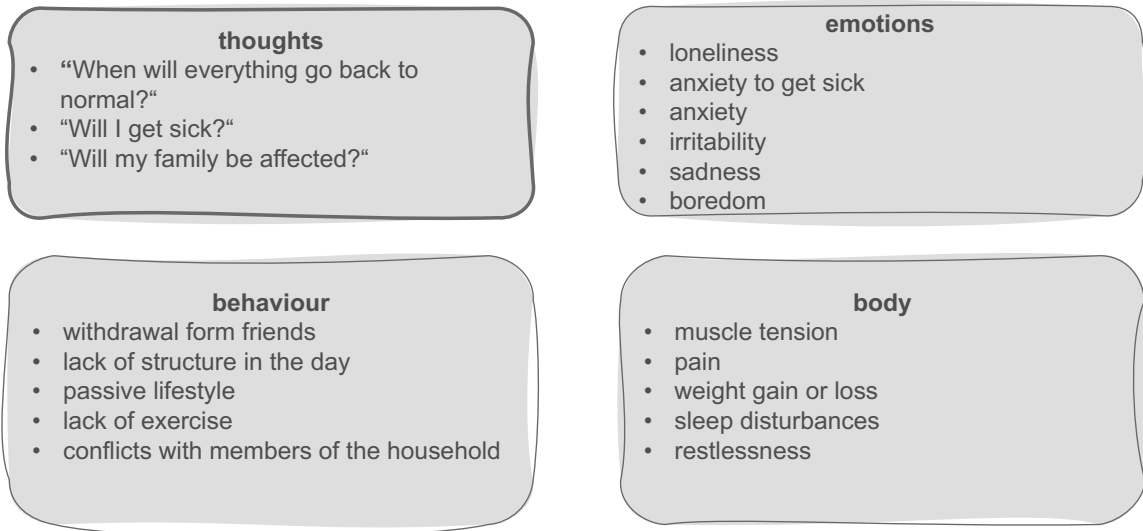 thoughts
• “When will everything go back to
normal?“
• “Will I get sick?“
• “Will my family be affected?“
emotions
• loneliness
• anxiety to get sick
• anxiety
• irritability
• sadness
• boredom
behaviour
• withdrawal form friends
• lack of structure in the day
• passive lifestyle
• lack of exercise
• conflicts with members of the household
body
• muscle tension
• pain
• weight gain or loss
• sleep disturbances
• restlessness